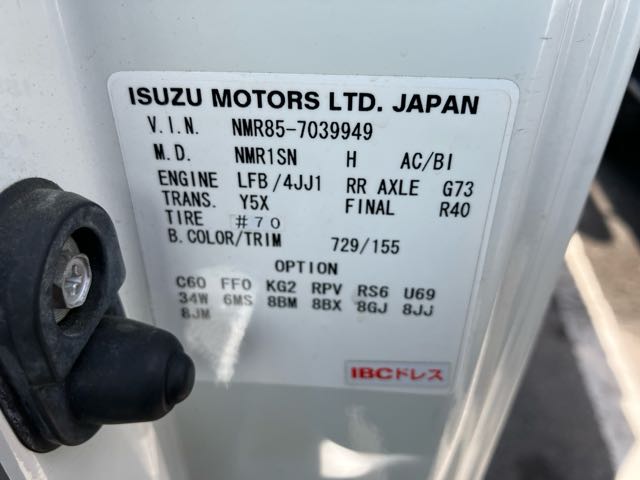 ISUZU MOTORS LTD. JAPAN
V.I.N. NMR85-7039949
M.D. NMR1SN H AC/BI
ENGINE LFB/4JJ1 RR AXLE G73
TRANS. Y5X FINAL R40
TIRE #70
B.COLOR/TRIM 729/155
OPTION
C60 FF0 KG2 RPV RS6 U69
34W 6MS 8BM 8BX 8GJ 8JJ
8JM
IBCドレス